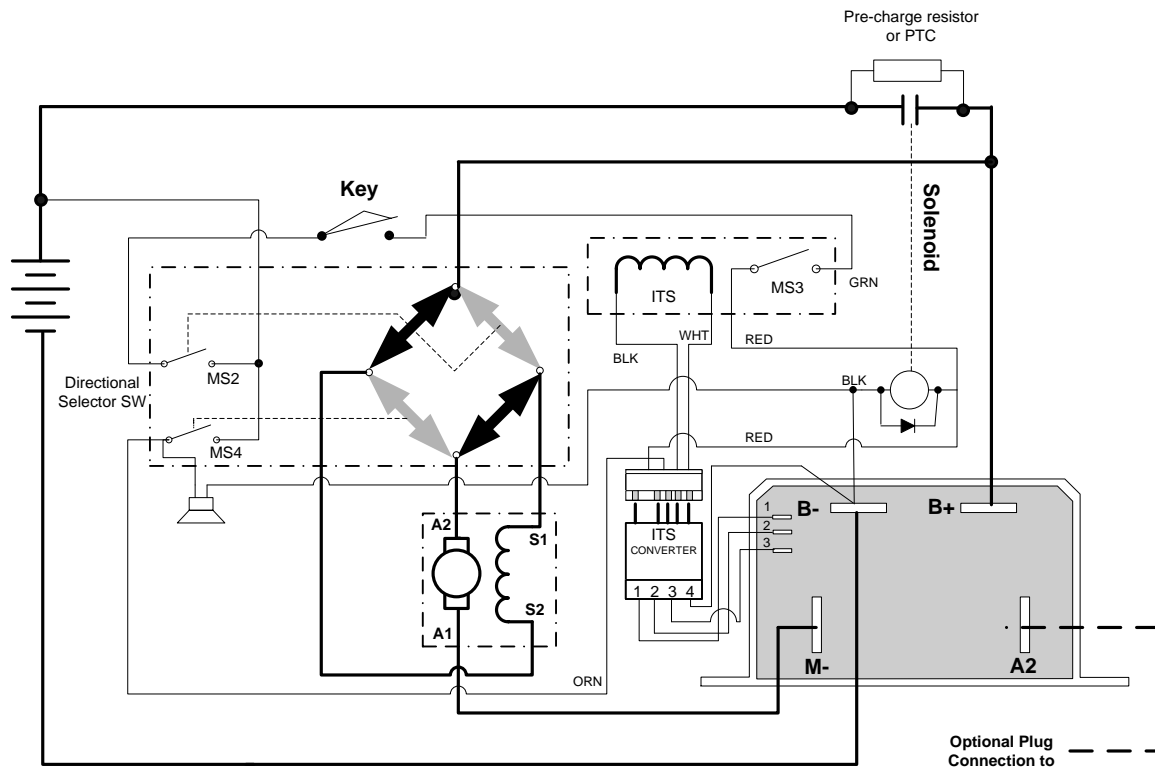 Pre-charge resistor
or PTC
Key
Solenoid
ITS
MS3
GRN
WHT
BLK
RED
MS2
Directional
Selector SW
BLK
MS4
RED
B-
B+
1
2
3
A2
S1
ITS
CONVERTER
S2
1 2 3 4
A1
M-
A2
ORN
Optional Plug
Connection to